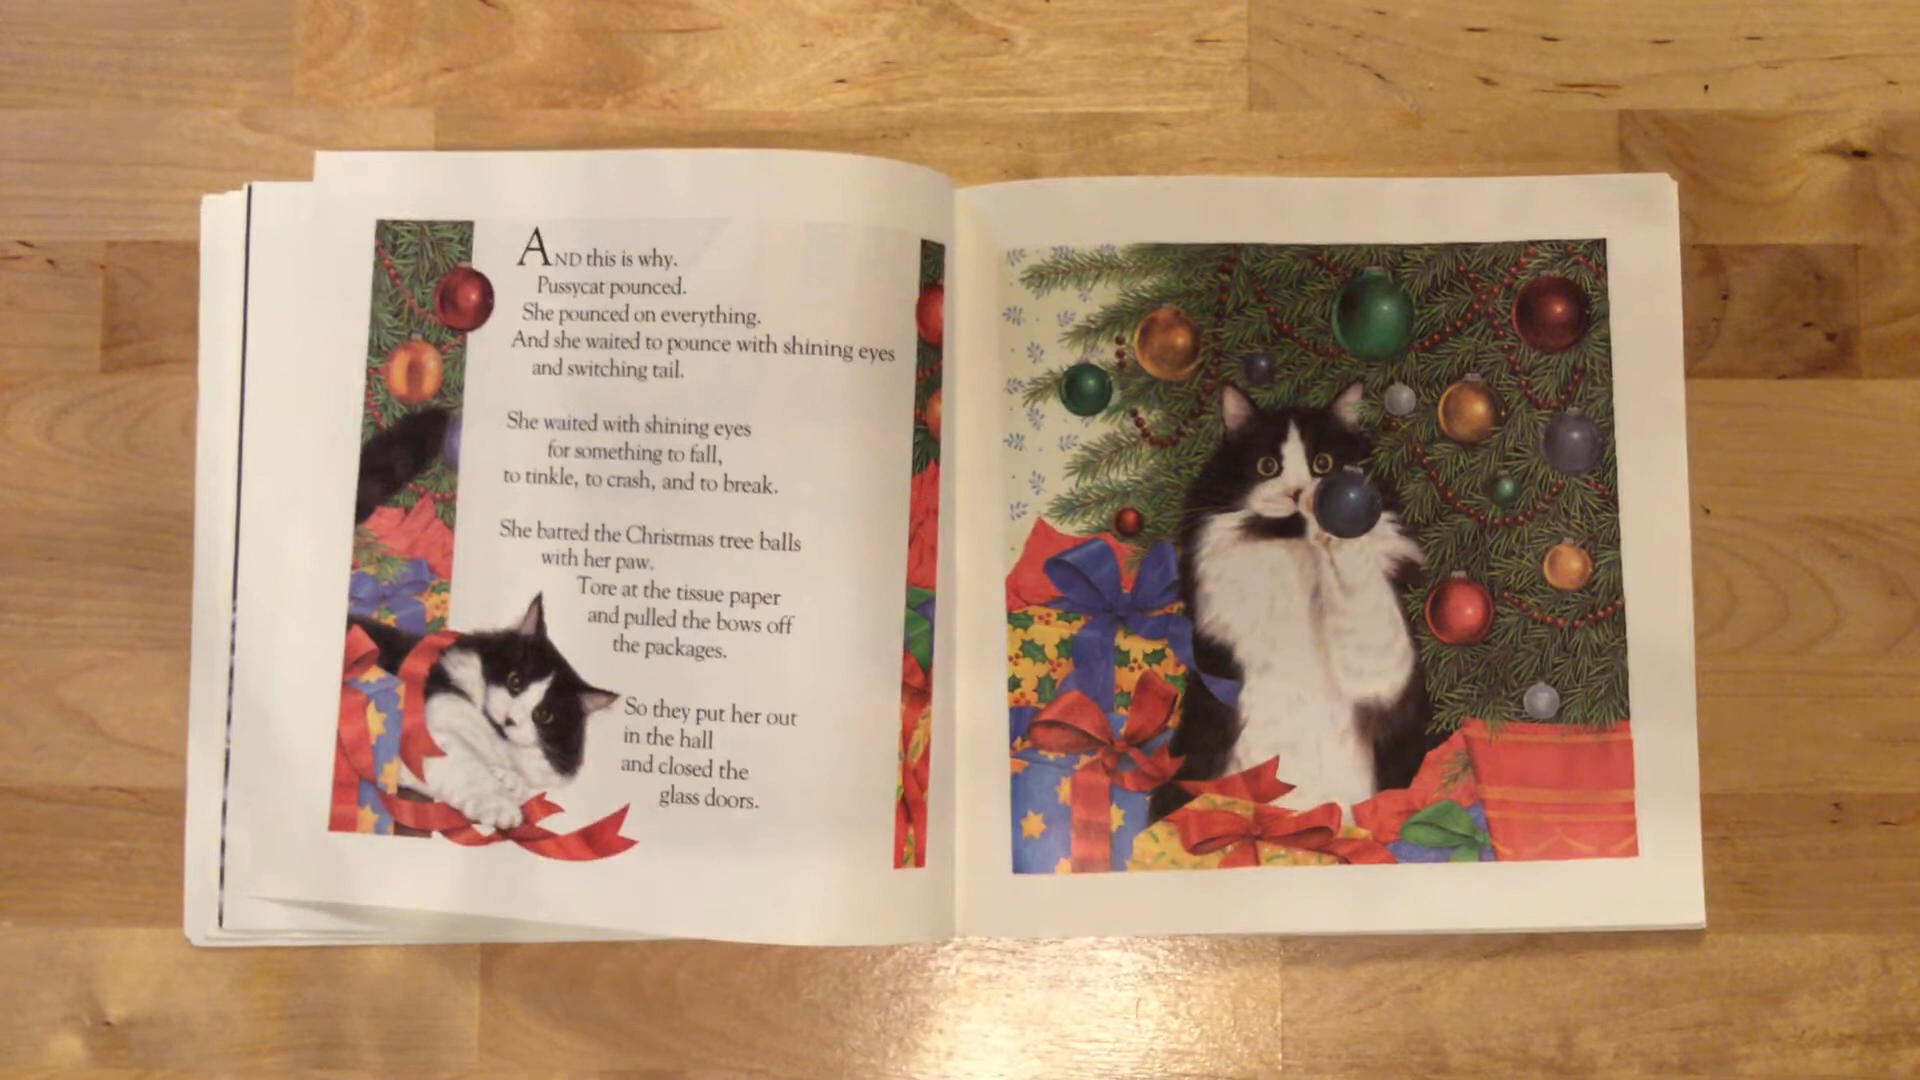 AND this is why.
Pussycat pounced.
She pounced on everything.
And she waited to pounce with shining eyes
and switching tail.
She waited with shining eyes
for something to fall,
to tinkle, to crash, and to break.
She batted the Christmas tree balls
with her paw.
Tore at the tissue paper
and pulled the bows off
the packages.
So they put her out
in the hall
and closed the
glass doors.